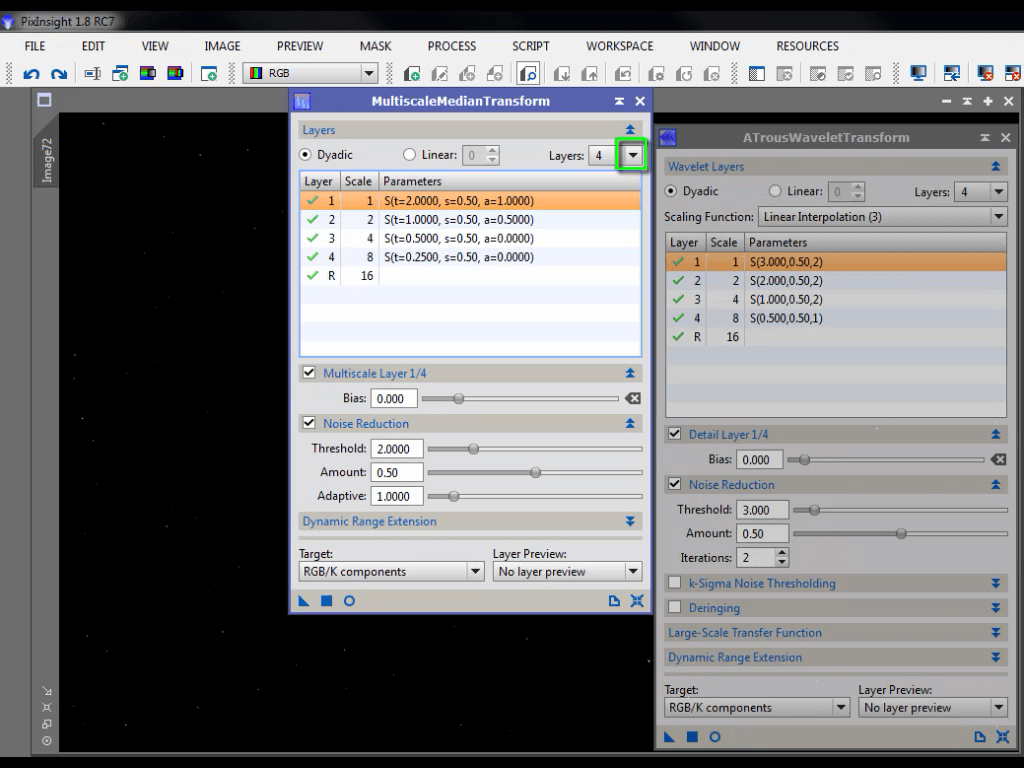 PixInsight 1.8 RC7
FILE EDIT VIEW IMAGE PREVIEW MASK PROCESS SCRIPT WORKSPACE WINDOW RESOURCES
RGB
Image72
MultiscaleMedianTransform
Layers
Dyadic Linear: 0 Layers: 4
Layer Scale Parameters
1 1 S(t=2.0000, s=0.50, a=1.0000)
2 2 S(t=1.0000, s=0.50, a=0.5000)
3 4 S(t=0.5000, s=0.50, a=0.0000)
4 8 S(t=0.2500, s=0.50, a=0.0000)
R 16
Multiscale Layer 1/4
Bias: 0.000
Noise Reduction
Threshold: 2.0000
Amount: 0.50
Adaptive: 1.0000
Dynamic Range Extension
Target: Layer Preview:
RGB/K components No layer preview
ATrousWaveletTransform
Wavelet Layers
Dyadic Linear: 0 Layers: 4
Scaling Function: Linear Interpolation (3)
Layer Scale Parameters
1 1 S(3.000,0.50,2)
2 2 S(2.000,0.50,2)
3 4 S(1.000,0.50,2)
4 8 S(0.500,0.50,1)
R 16
Detail Layer 1/4
Bias: 0.000
Noise Reduction
Threshold: 3.000
Amount: 0.50
Iterations: 2
k-Sigma Noise Thresholding
Deringing
Large-Scale Transfer Function
Dynamic Range Extension
Target: Layer Preview:
RGB/K components No layer preview